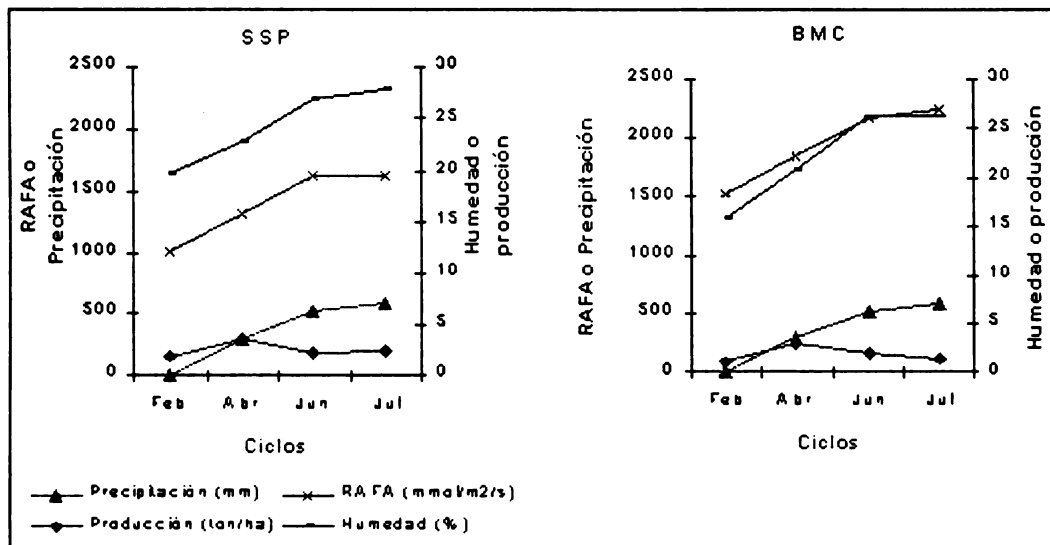 SSP
2500
2000
1500
1000
500
0
RAFA o
Precipitación
30
25
20
15
10
5
0
Humedad o
producción
Feb Abr Jun Jul
Ciclos
BMC
2500
2000
1500
1000
500
0
RAFA o Precipitación
30
25
20
15
10
5
0
Humedad o producción
Feb Abr Jun Jul
Ciclos
Precipitación (mm)
RAFA (mmol/m2/s)
Producción (ton/ha)
Humedad (%)